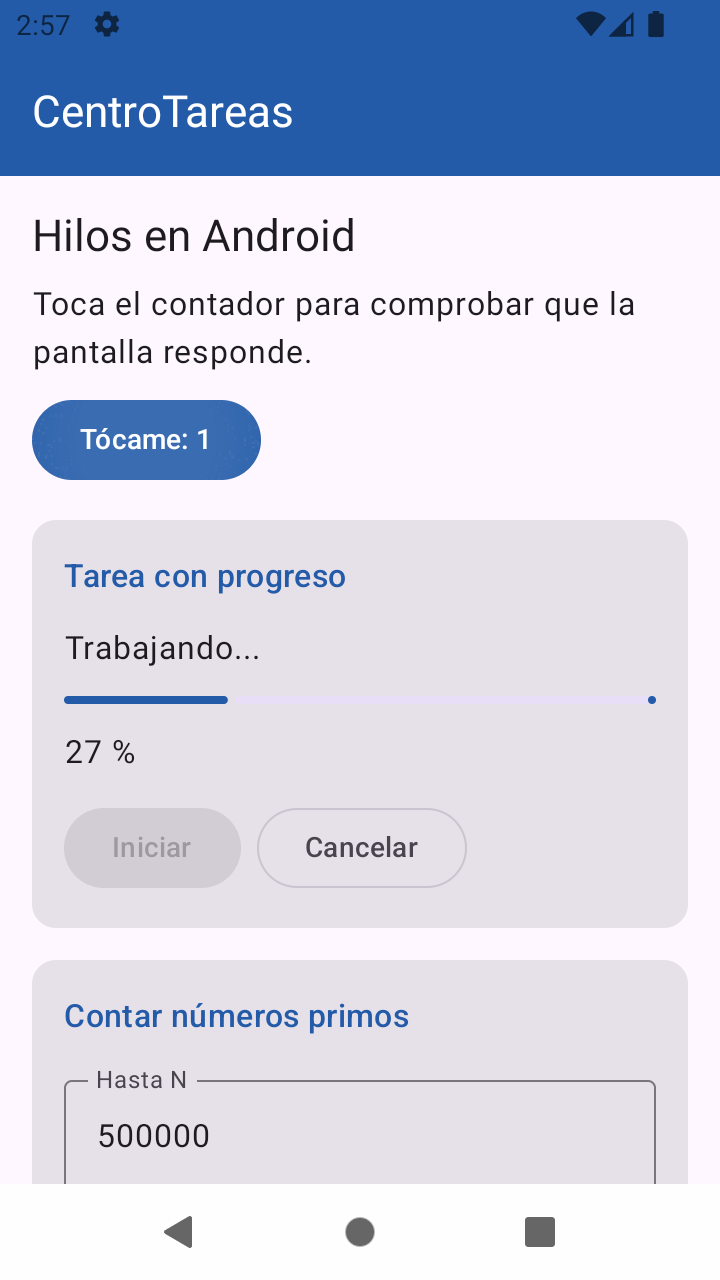 2:57
CentroTareas
Hilos en Android
Toca el contador para comprobar que la
pantalla responde.
Tócame: 1
Tarea con progreso
Trabajando...
27 %
Iniciar
Cancelar
Contar números primos
Hasta N
500000